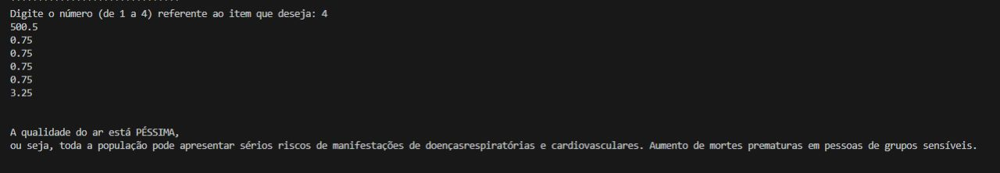 Digite o número (de 1 a 4) referente ao item que deseja: 4
500.5
0.75
0.75
0.75
0.75
3.25
A qualidade do ar está PÉSSIMA,
ou seja, toda a população pode apresentar sérios riscos de manifestações de doençasrespiratórias e cardiovasculares. Aumento de mortes prematuras em pessoas de grupos sensíveis.